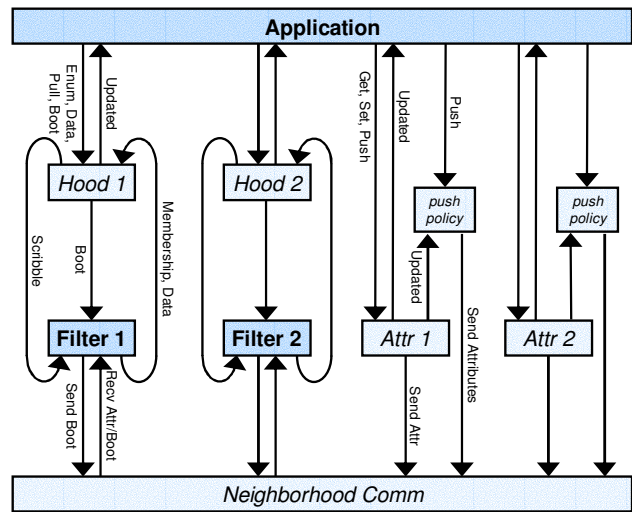 Application
Enum, Data,
Pull, Boot
Updated
Get, Set, Push
Updated
Push
Hood 1
Hood 2
push
policy
push
policy
Scribble
Boot
Membership, Data
Updated
Send Attributes
Filter 1
Filter 2
Attr 1
Attr 2
Send Boot
Recv Attr/Boot
Send Attr
Neighborhood Comm